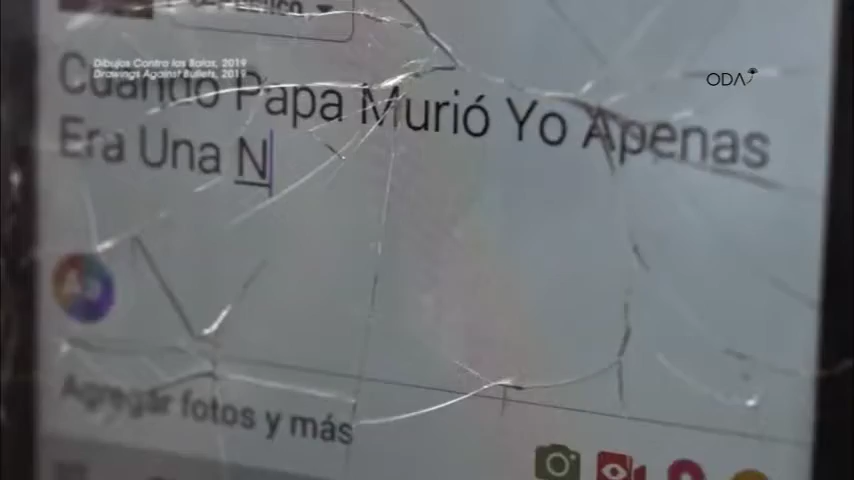 Público
Dibujos Contra las Balas, 2019
Drawings Against Bullets, 2019
ODA
Cuando Papa Murió Yo Apenas
Era Una N
Agregar fotos y más